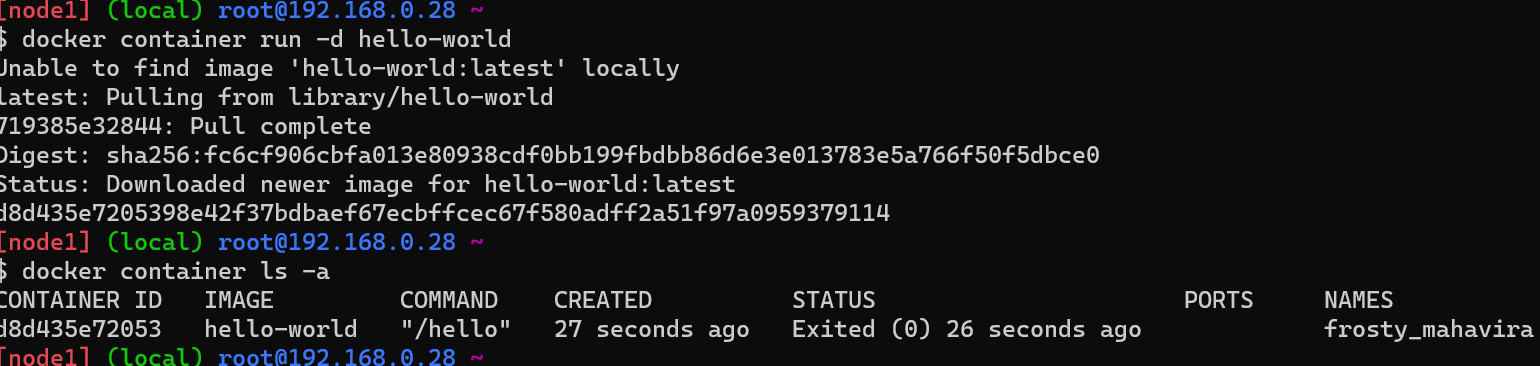 [node1] (local) root@192.168.0.28 ~
$ docker container run -d hello-world
Unable to find image 'hello-world:latest' locally
latest: Pulling from library/hello-world
719385e32844: Pull complete
Digest: sha256:fc6cf906cbfa013e80938cdf0bb199fbdbb86d6e3e013783e5a766f50f5dbce0
Status: Downloaded newer image for hello-world:latest
d8d435e7205398e42f37bdbaef67ecbffcec67f580adff2a51f97a0959379114
[node1] (local) root@192.168.0.28 ~
$ docker container ls -a
CONTAINER ID   IMAGE         COMMAND    CREATED          STATUS                      PORTS     NAMES
d8d435e72053   hello-world   "/hello"   27 seconds ago   Exited (0) 26 seconds ago             frosty_mahavira
[node1] (local) root@192.168.0.28 ~